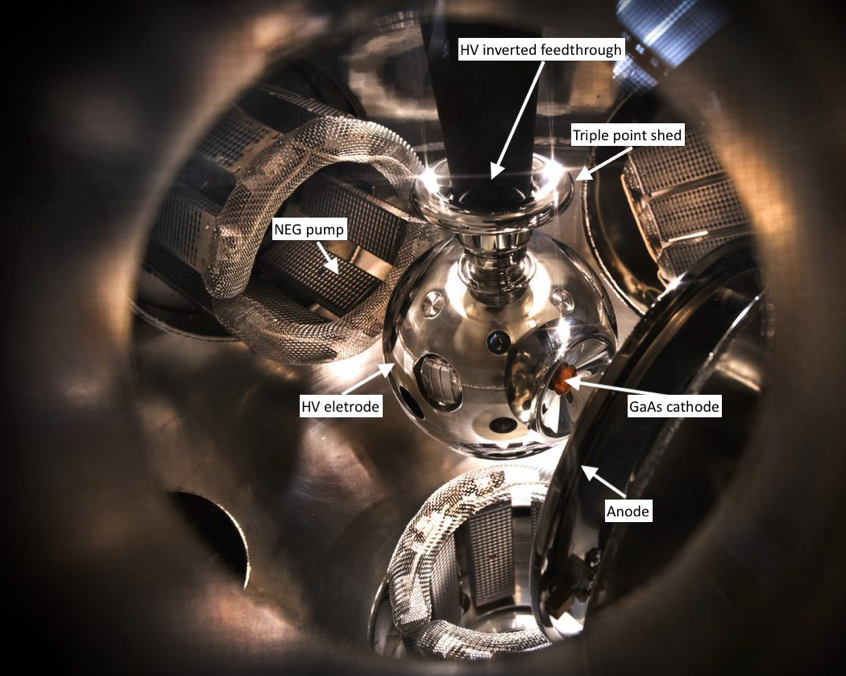 HV inverted feedthrough
Triple point shed
NEG pump
HV eletrode
GaAs cathode
Anode